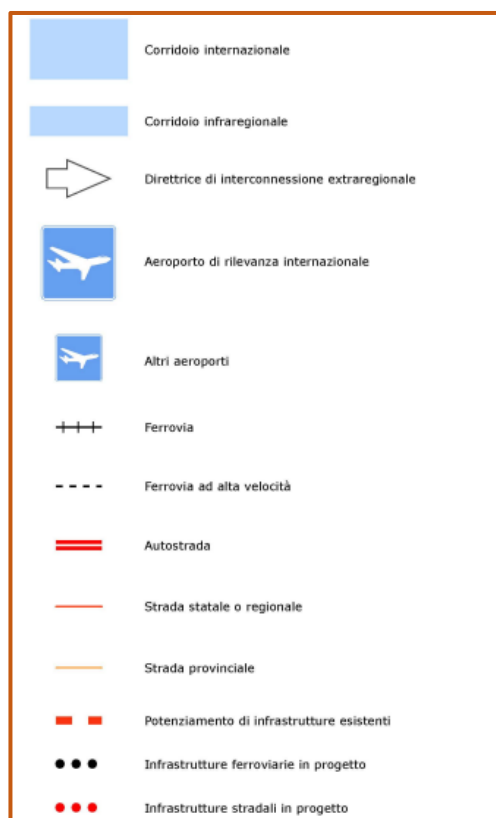 Corridoio internazionale
Corridoio infraregionale
Direttrice di interconnessione extraregionale
Aeroporto di rilevanza internazionale
Altri aeroporti
Ferrovia
Ferrovia ad alta velocità
Autostrada
Strada statale o regionale
Strada provinciale
Potenziamento di infrastrutture esistenti
Infrastrutture ferroviarie in progetto
Infrastrutture stradali in progetto